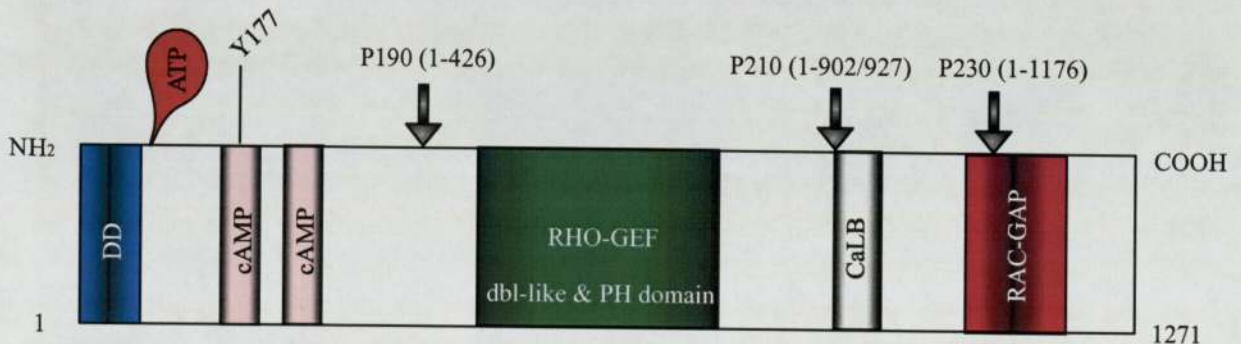 ATP
Y177
P190 (1-426)
P210 (1-902/927)
P230 (1-1176)
NH₂
COOH
DD
cAMP
cAMP
RHO-GEF
dbl-like & PH domain
CaLB
RAC-GAP
1
1271